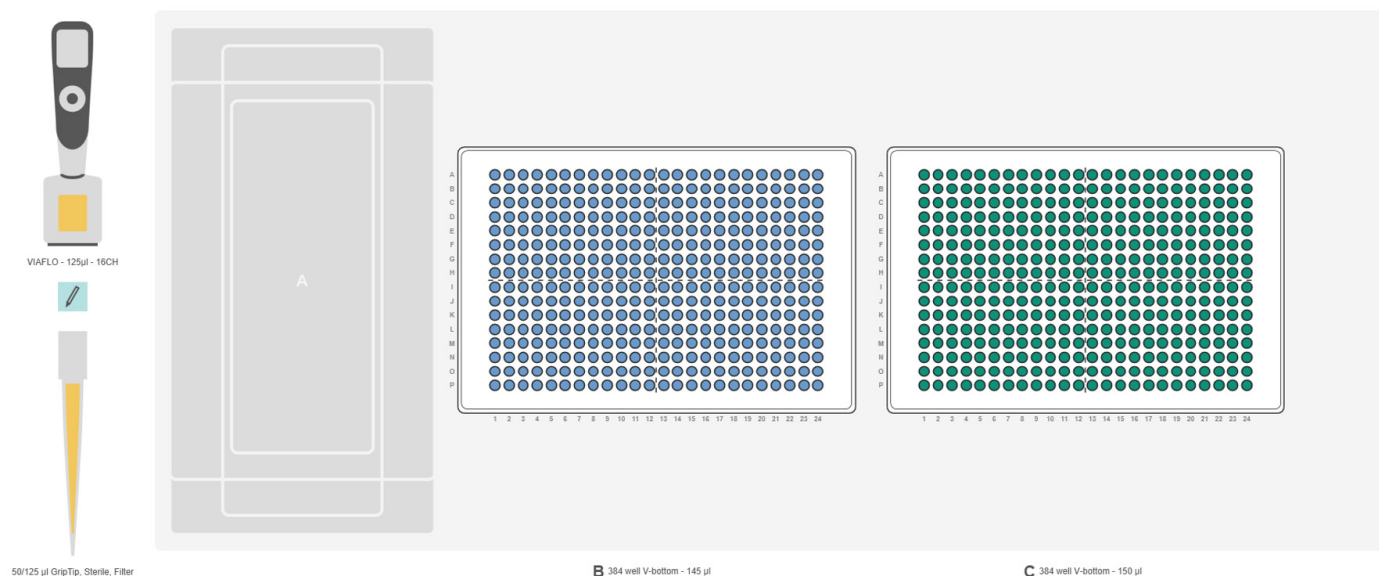 VIAFLO - 125µl - 16CH
50/125 µl GripTip, Sterile, Filter
A
A
B
C
D
E
F
G
H
I
J
K
L
M
N
O
P
1 2 3 4 5 6 7 8 9 10 11 12 13 14 15 16 17 18 19 20 21 22 23 24
B 384 well V-bottom - 145 µl
A
B
C
D
E
F
G
H
I
J
K
L
M
N
O
P
1 2 3 4 5 6 7 8 9 10 11 12 13 14 15 16 17 18 19 20 21 22 23 24
C 384 well V-bottom - 150 µl